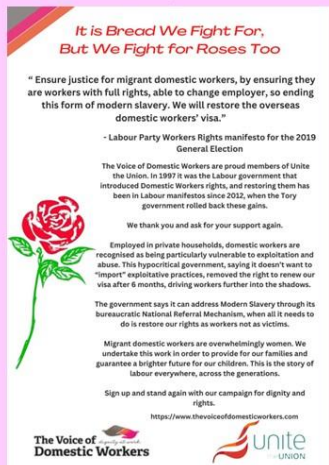 It is Bread We Fight For,
But We Fight for Roses Too
“ Ensure justice for migrant domestic workers, by ensuring they
are workers with full rights, able to change employer, so ending
this form of modern slavery. We will restore the overseas
domestic workers’ visa.”
- Labour Party Workers Rights manifesto for the 2019
General Election
The Voice of Domestic Workers are proud members of Unite
the Union. In 1997 it was the Labour government that
introduced Domestic Workers rights, and restoring them has
been in Labour manifestos since 2012, when the Tory
government rolled back these gains.
We thank you and ask for your support again.
Employed in private households, domestic workers are
recognised as being particularly vulnerable to exploitation and
abuse. This hypocritical government, saying it doesn’t want to
“import” exploitative practices, removed the right to renew our
visa after 6 months, driving workers further into the shadows.
The government says it can address Modern Slavery through its
bureaucratic National Referral Mechanism, when all it needs to
do is restore our rights as workers not as victims.
Migrant domestic workers are overwhelmingly women. We
undertake this work in order to provide for our families and
guarantee a brighter future for our children. This is the story of
labour everywhere, across the generations.
Sign up and stand again with our campaign for dignity and
rights.
https://www.thevoiceofdomesticworkers.com
The Voice of
dignity at work
Domestic Workers
unite
the UNION